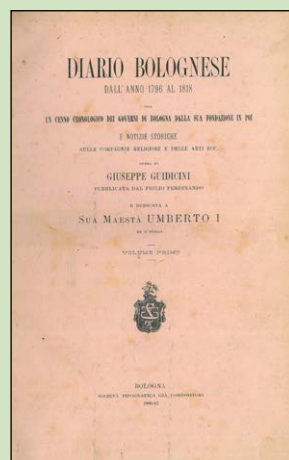 DIARIO BOLOGNESE
DALL'ANNO 1796 AL 1818
UN CENNO CRONOLOGICO DEI GOVERNI DI BOLOGNA DALLA SUA FONDAZIONE IN POI
E NOTIZIE STORICHE
SULLE COMPAGNIE RELIGIOSE E DELLE ARTI ECC.
OPERA DI
GIUSEPPE GUIDICINI
PUBBLICATA DAL FIGLIO FERDINANDO
E DEDICATA A
SUA MAESTÀ UMBERTO I
RE D'ITALIA
VOLUME PRIMO
BOLOGNA
SOCIETÀ TIPOGRAFICA GIÀ COMPOSITORI